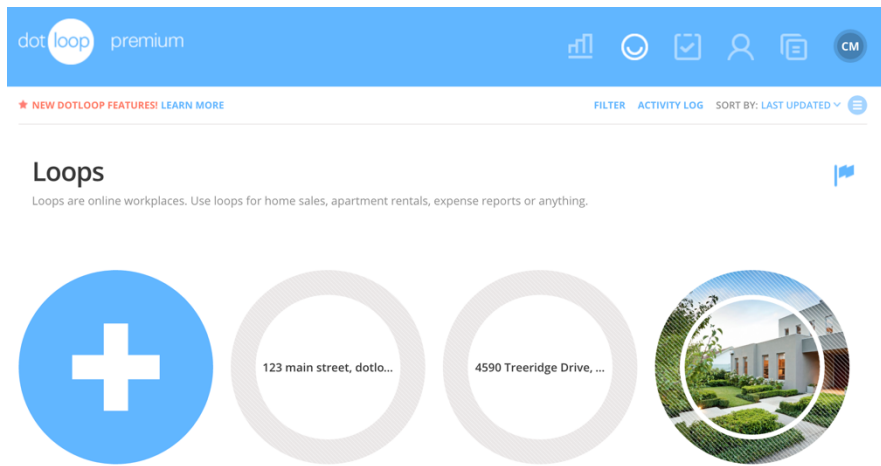 dot loop premium
CM
NEW DOTLOOP FEATURES! LEARN MORE
FILTER ACTIVITY LOG SORT BY: LAST UPDATED
Loops
Loops are online workplaces. Use loops for home sales, apartment rentals, expense reports or anything.
123 main street, dotlo...
4590 Treeridge Drive, ...